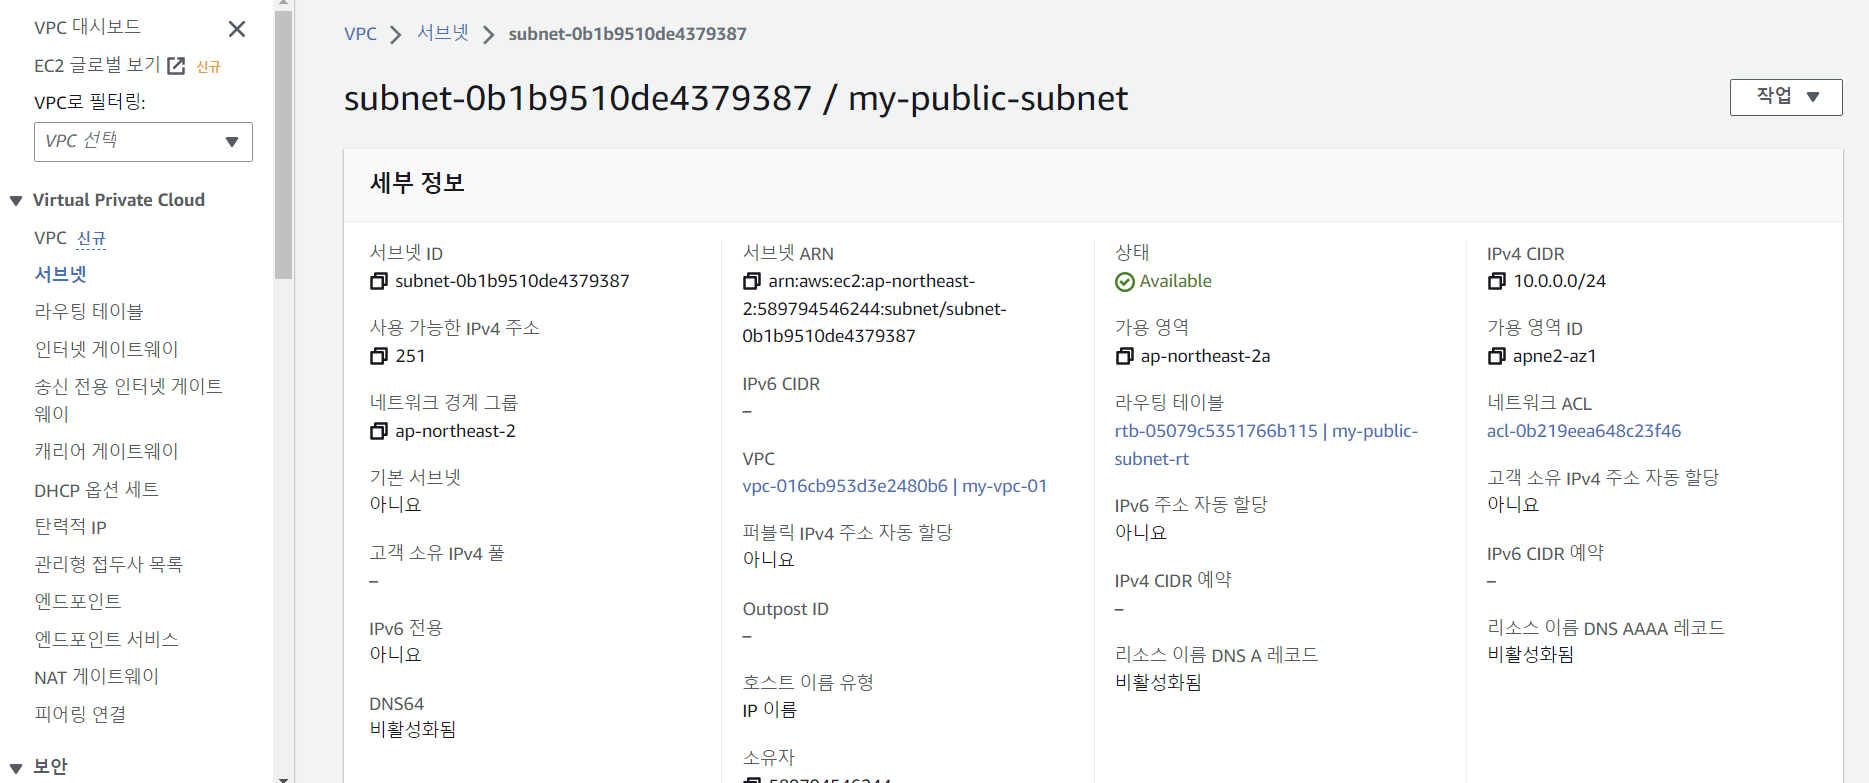 VPC 대시보드
EC2 글로벌 보기 신규
VPC로 필터링:
VPC 선택
Virtual Private Cloud
VPC 신규
서브넷
라우팅 테이블
인터넷 게이트웨이
송신 전용 인터넷 게이트
웨이
캐리어 게이트웨이
DHCP 옵션 세트
탄력적 IP
관리형 접두사 목록
엔드포인트
엔드포인트 서비스
NAT 게이트웨이
피어링 연결
보안
VPC 서브넷 subnet-0b1b9510de4379387
subnet-0b1b9510de4379387 / my-public-subnet
작업
세부 정보
서브넷 ID
subnet-0b1b9510de4379387
사용 가능한 IPv4 주소
251
네트워크 경계 그룹
ap-northeast-2
기본 서브넷
아니요
고객 소유 IPv4 풀
–
IPv6 전용
아니요
DNS64
비활성화됨
서브넷 ARN
arn:aws:ec2:ap-northeast-
2:589794546244:subnet/subnet-
0b1b9510de4379387
IPv6 CIDR
–
VPC
vpc-016cb953d3e2480b6 | my-vpc-01
퍼블릭 IPv4 주소 자동 할당
아니요
Outpost ID
–
호스트 이름 유형
IP 이름
소유자
589794546244
상태
Available
가용 영역
ap-northeast-2a
라우팅 테이블
rtb-05079c5351766b115 | my-public-
subnet-rt
IPv6 주소 자동 할당
아니요
IPv4 CIDR 예약
–
리소스 이름 DNS A 레코드
비활성화됨
IPv4 CIDR
10.0.0.0/24
가용 영역 ID
apne2-az1
네트워크 ACL
acl-0b219eea648c23f46
고객 소유 IPv4 주소 자동 할당
아니요
IPv6 CIDR 예약
–
리소스 이름 DNS AAAA 레코드
비활성화됨